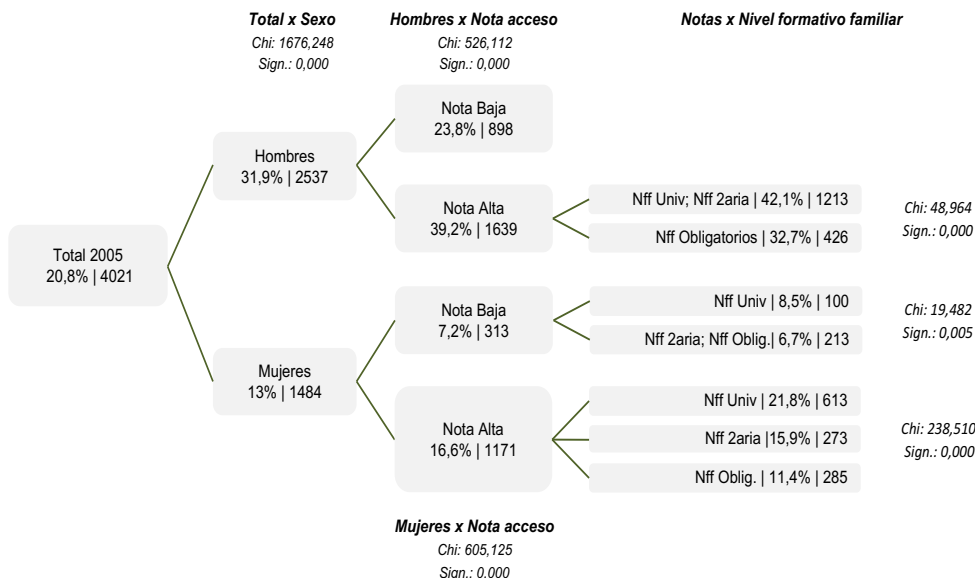 Total x Sexo
Chi: 1676,248
Sign.: 0,000
Hombres x Nota acceso
Chi: 526,112
Sign.: 0,000
Notas x Nivel formativo familiar
Total 2005
20,8% | 4021
Hombres
31,9% | 2537
Mujeres
13% | 1484
Nota Baja
23,8% | 898
Nota Alta
39,2% | 1639
Nff Univ; Nff 2aria | 42,1% | 1213
Nff Obligatorios | 32,7% | 426
Chi: 48,964
Sign.: 0,000
Nota Baja
7,2% | 313
Nff Univ | 8,5% | 100
Nff 2aria; Nff Oblig.| 6,7% | 213
Chi: 19,482
Sign.: 0,005
Nota Alta
16,6% | 1171
Nff Univ | 21,8% | 613
Nff 2aria |15,9% | 273
Nff Oblig. | 11,4% | 285
Chi: 238,510
Sign.: 0,000
Mujeres x Nota acceso
Chi: 605,125
Sign.: 0,000